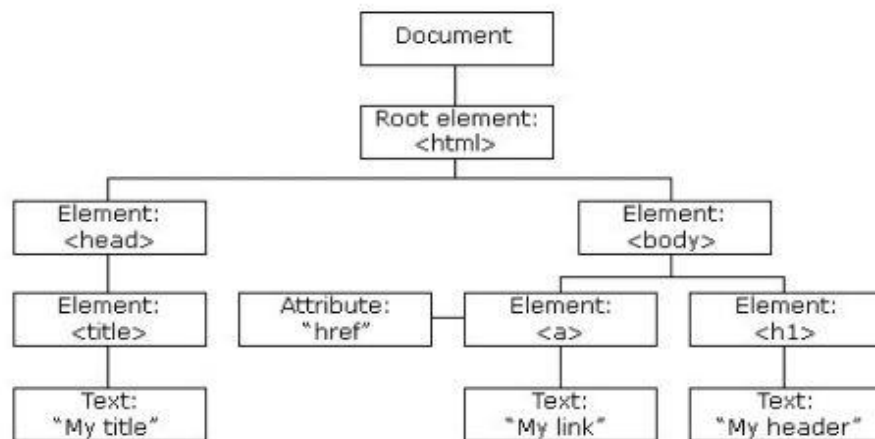 Document
Root element:
<html>
Element:
<head>
Element:
<body>
Element:
<title>
Attribute:
“href”
Element:
<a>
Element:
<h1>
Text:
“My title”
Text:
“My link”
Text:
“My header”